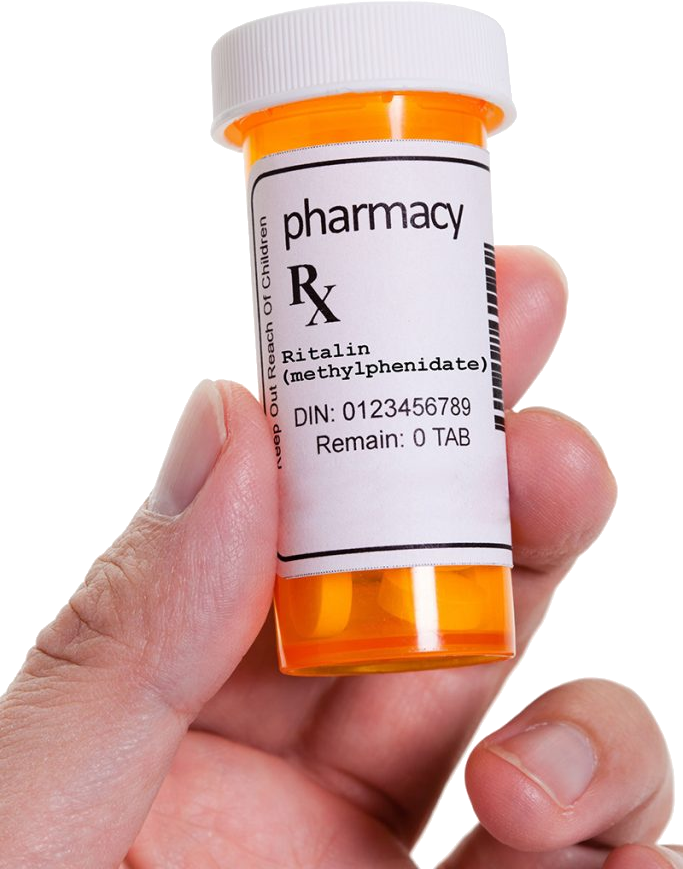 pharmacy
Rx
Ritalin
(methylphenidate)
DIN: 0123456789
Remain: 0 TAB
Keep Out Reach Of Children